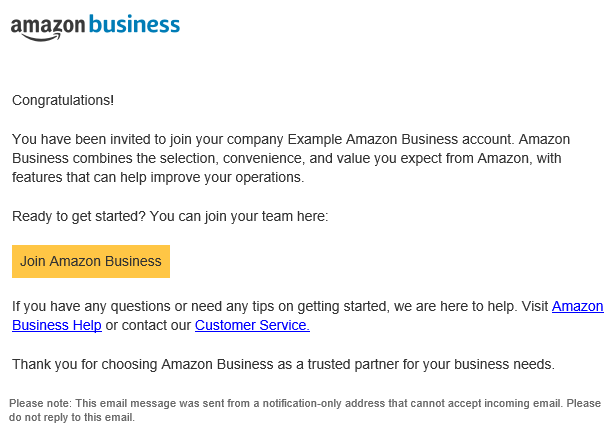 amazon business
Congratulations!
You have been invited to join your company Example Amazon Business account. Amazon
Business combines the selection, convenience, and value you expect from Amazon, with
features that can help improve your operations.
Ready to get started? You can join your team here:
Join Amazon Business
If you have any questions or need any tips on getting started, we are here to help. Visit Amazon
Business Help or contact our Customer Service.
Thank you for choosing Amazon Business as a trusted partner for your business needs.
Please note: This email message was sent from a notification-only address that cannot accept incoming email. Please
do not reply to this email.